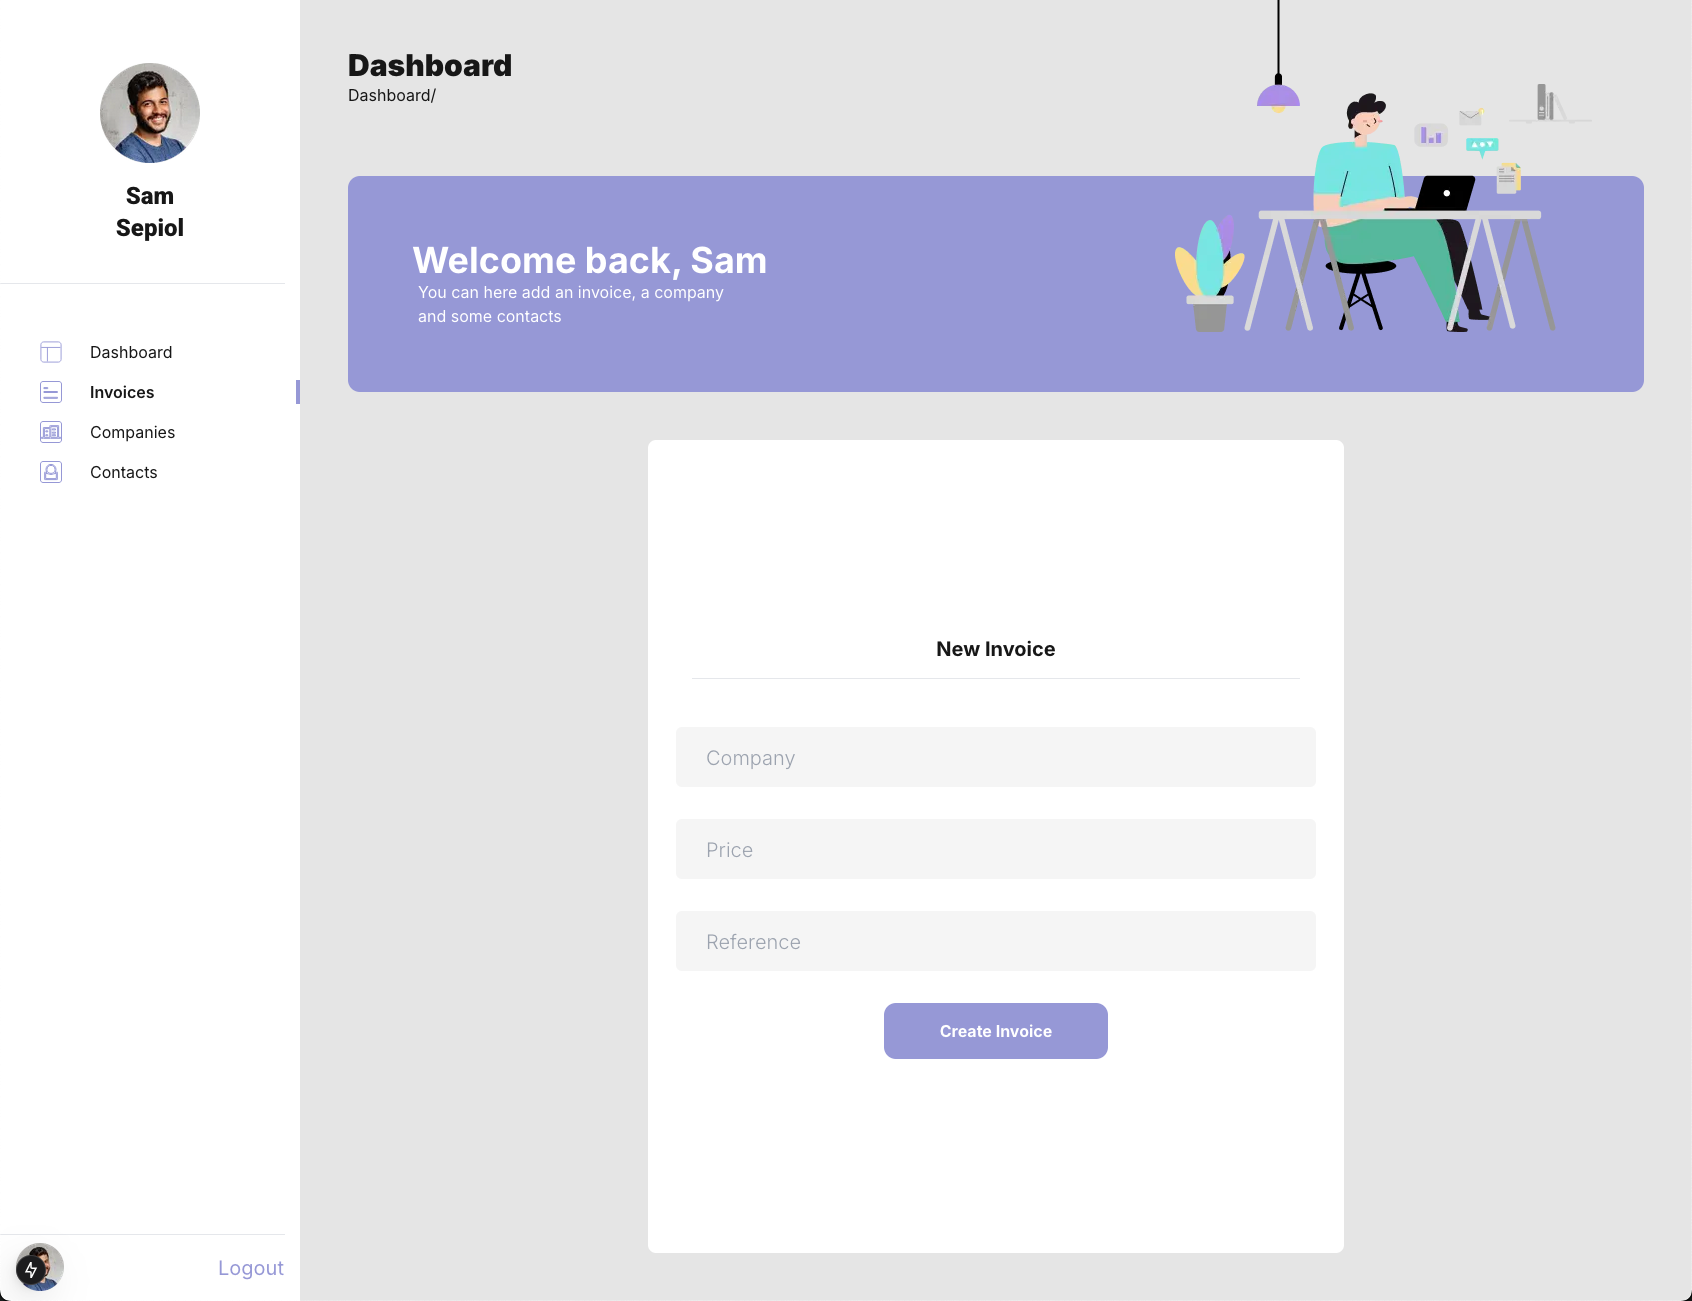 Sam
Sepiol
Dashboard
Invoices
Companies
Contacts
Logout
Dashboard
Dashboard/
Welcome back, Sam
You can here add an invoice, a company
and some contacts
New Invoice
Company
Price
Reference
Create Invoice